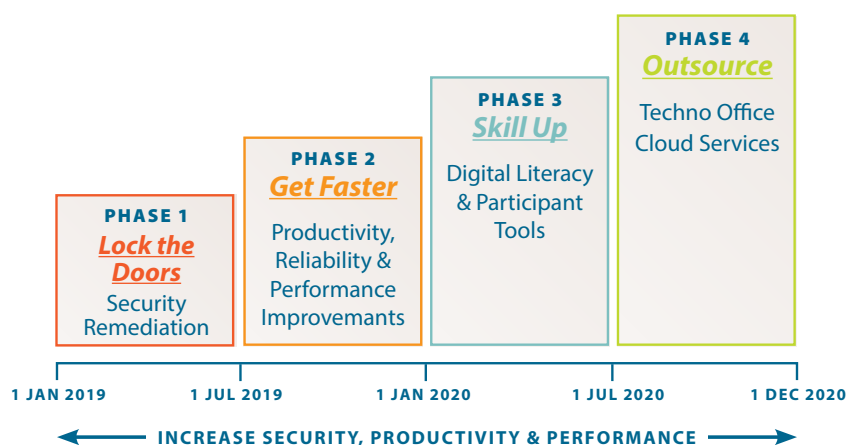 PHASE 1
Lock the
Doors
Security
Remediation
PHASE 2
Get Faster
Productivity,
Reliability &
Performance
Improvemants
PHASE 3
Skill Up
Digital Literacy
& Participant
Tools
PHASE 4
Outsource
Techno Office
Cloud Services
1 JAN 2019
1 JUL 2019
1 JAN 2020
1 JUL 2020
1 DEC 2020
INCREASE SECURITY, PRODUCTIVITY & PERFORMANCE